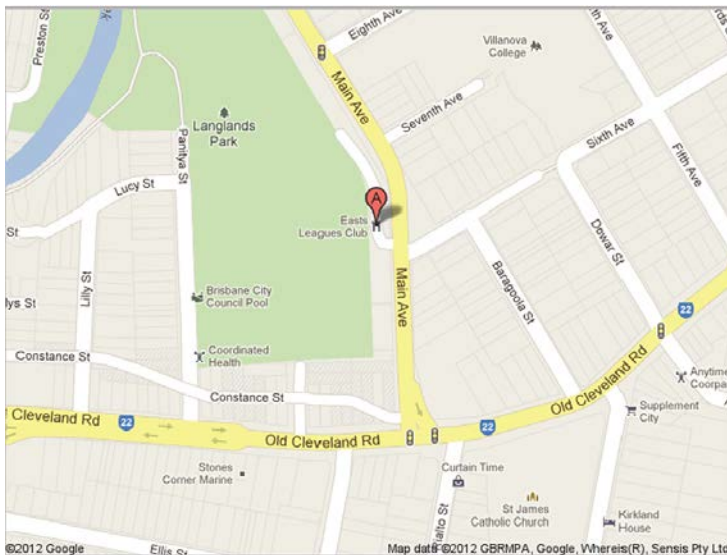 Preston St
Eighth Ave
Villanova
College
Main Ave
Langlands
Park
Seventh Ave
Sixth Ave
Fifth Ave
Panitya St
Lucy St
A
Easts
Leagues Club
St
Lilly St
Dewar St
Baragoola St
Main Ave
Brisbane City
Council Pool
lys St
22
Constance St
Coordinated
Health
Old Cleveland Rd
Anytime
Coorpa
Constance St
Supplement
City
Cleveland Rd
22
Old Cleveland Rd
22
Stones
Corner Marine
Curtain Time
St James
Catholic Church
Kirkland
House
ialto St
Ellis St
©2012 Google
Map data ©2012 GBRMPA, Google, Whereis(R), Sensis Pty Ltd